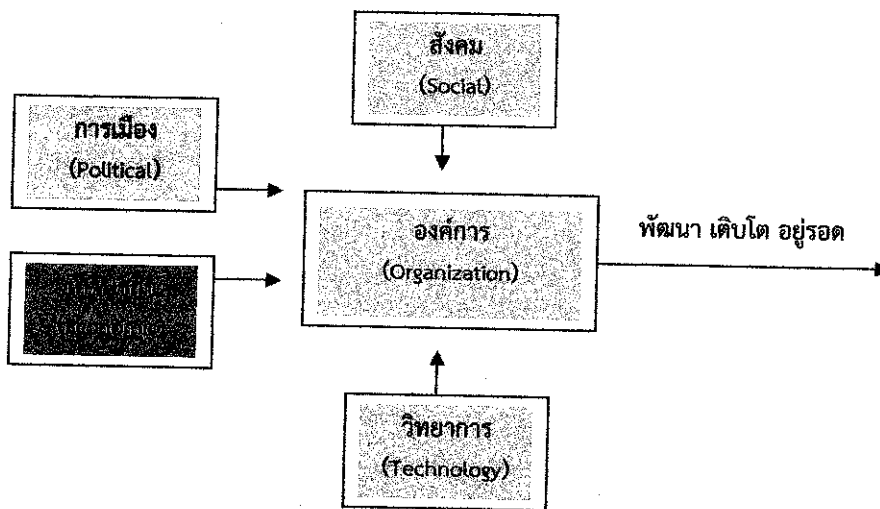 สังคม
(Social)
การเมือง
(Political)
องค์การ
(Organization)
พัฒนา เติบโต อยู่รอด
วิทยาการ
(Technology)